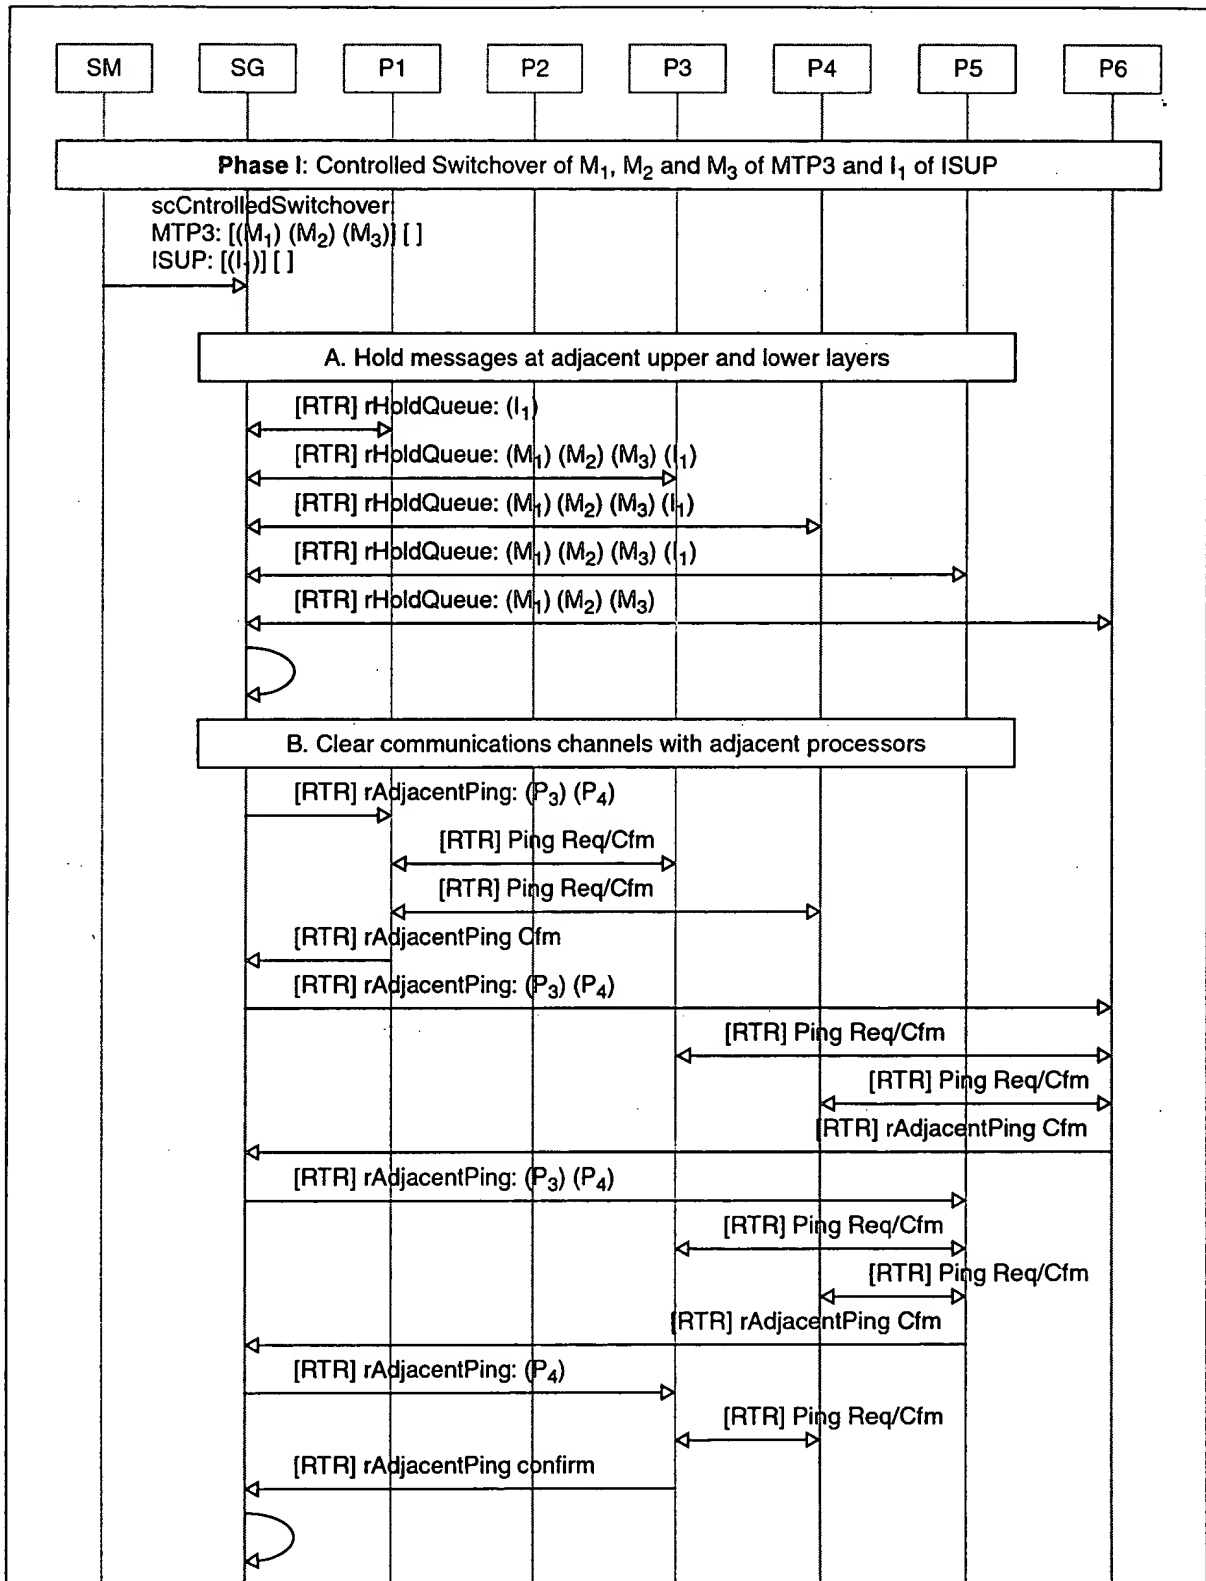 SM SG P1 P2 P3 P4 P5 P6
Phase I: Controlled Switchover of M1, M2 and M3 of MTP3 and I1 of ISUP
scCntrolledSwitchover
MTP3: [(M1) (M2) (M3)] [ ]
ISUP: [(I1)] [ ]
A. Hold messages at adjacent upper and lower layers
[RTR] rHoldQueue: (I1)
[RTR] rHoldQueue: (M1) (M2) (M3) (I1)
[RTR] rHoldQueue: (M1) (M2) (M3) (I1)
[RTR] rHoldQueue: (M1) (M2) (M3) (I1)
[RTR] rHoldQueue: (M1) (M2) (M3)
B. Clear communications channels with adjacent processors
[RTR] rAdjacentPing: (P3) (P4)
[RTR] Ping Req/Cfm
[RTR] Ping Req/Cfm
[RTR] rAdjacentPing Cfm
[RTR] rAdjacentPing: (P3) (P4)
[RTR] Ping Req/Cfm
[RTR] Ping Req/Cfm
[RTR] rAdjacentPing Cfm
[RTR] rAdjacentPing: (P3) (P4)
[RTR] Ping Req/Cfm
[RTR] Ping Req/Cfm
[RTR] rAdjacentPing Cfm
[RTR] rAdjacentPing: (P4)
[RTR] Ping Req/Cfm
[RTR] rAdjacentPing confirm